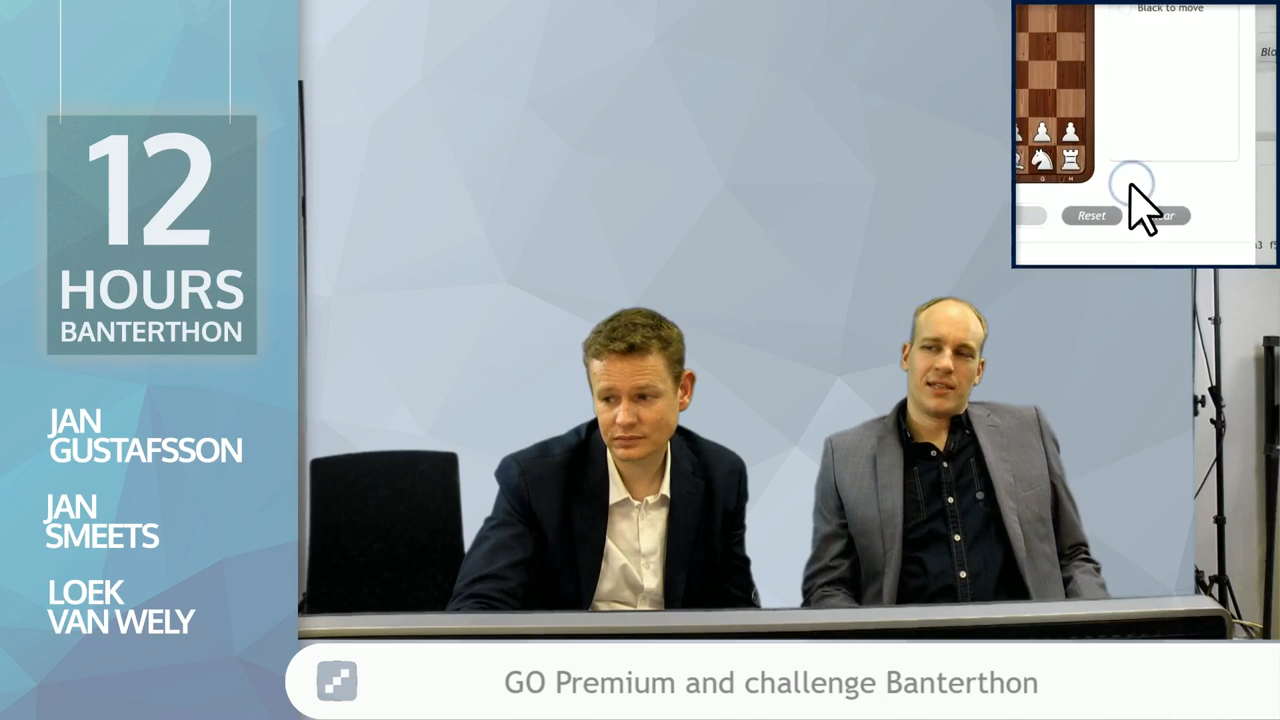 12
HOURS
BANTERTHON
JAN
GUSTAFSSON
JAN
SMEETS
LOEK
VAN WELY
Black to move
G H
Reset
GO Premium and challenge Banterthon